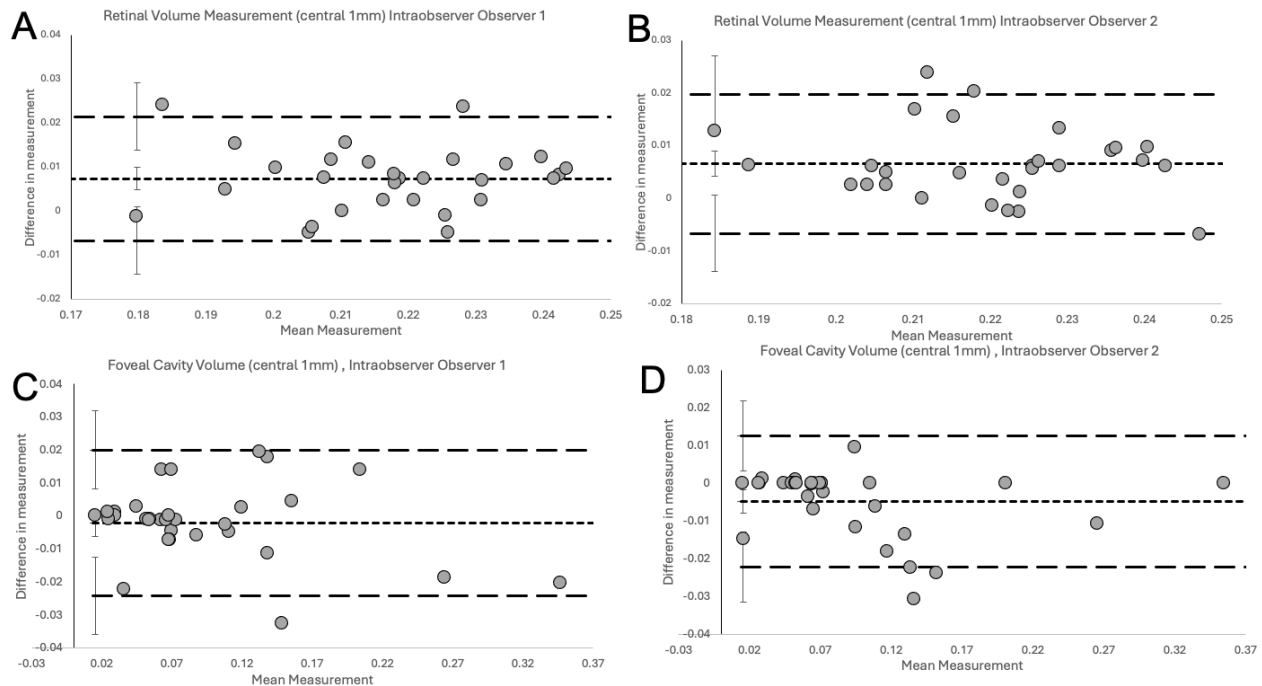 A
Retinal Volume Measurement (central 1mm) Intraobserver Observer 1
0.04
0.03
0.02
0.01
0
-0.01
-0.02
Difference in measurement
0.17 0.18 0.19 0.2 0.21 0.22 0.23 0.24 0.25
Mean Measurement
B
Retinal Volume Measurement (central 1mm) Intraobserver Observer 2
0.03
0.02
0.01
0
-0.01
-0.02
Difference in measurement
0.18 0.19 0.2 0.21 0.22 0.23 0.24 0.25
Mean Measurement
C
Foveal Cavity Volume (central 1mm) , Intraobserver Observer 1
0.04
0.03
0.02
0.01
0
-0.01
-0.02
-0.03
-0.04
Difference in measurement
-0.03 0.02 0.07 0.12 0.17 0.22 0.27 0.32 0.37
Mean Measurement
D
Foveal Cavity Volume (central 1mm) , Intraobserver Observer 2
0.03
0.02
0.01
0
-0.01
-0.02
-0.03
-0.04
Difference in measurement
-0.03 0.02 0.07 0.12 0.17 0.22 0.27 0.32 0.37
Mean Measurement